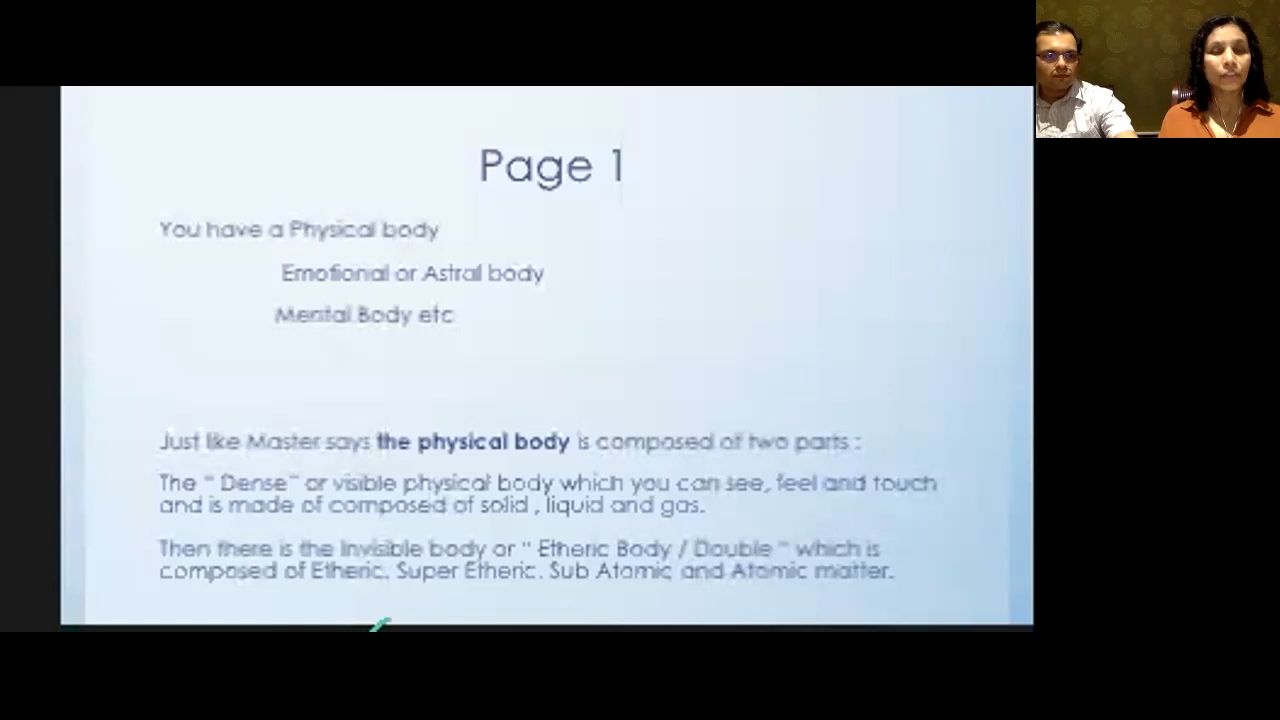 Page 1
You have a Physical body
Emotional or Astral body
Mental Body etc
Just like Master says the physical body is composed of two parts :
The " Dense" or visible physical body which you can see, feel and touch
and is made of composed of solid , liquid and gas.
Then there is the Invisible body or " Etheric Body / Double " which is
composed of Etheric, Super Etheric, Sub Atomic and Atomic matter.